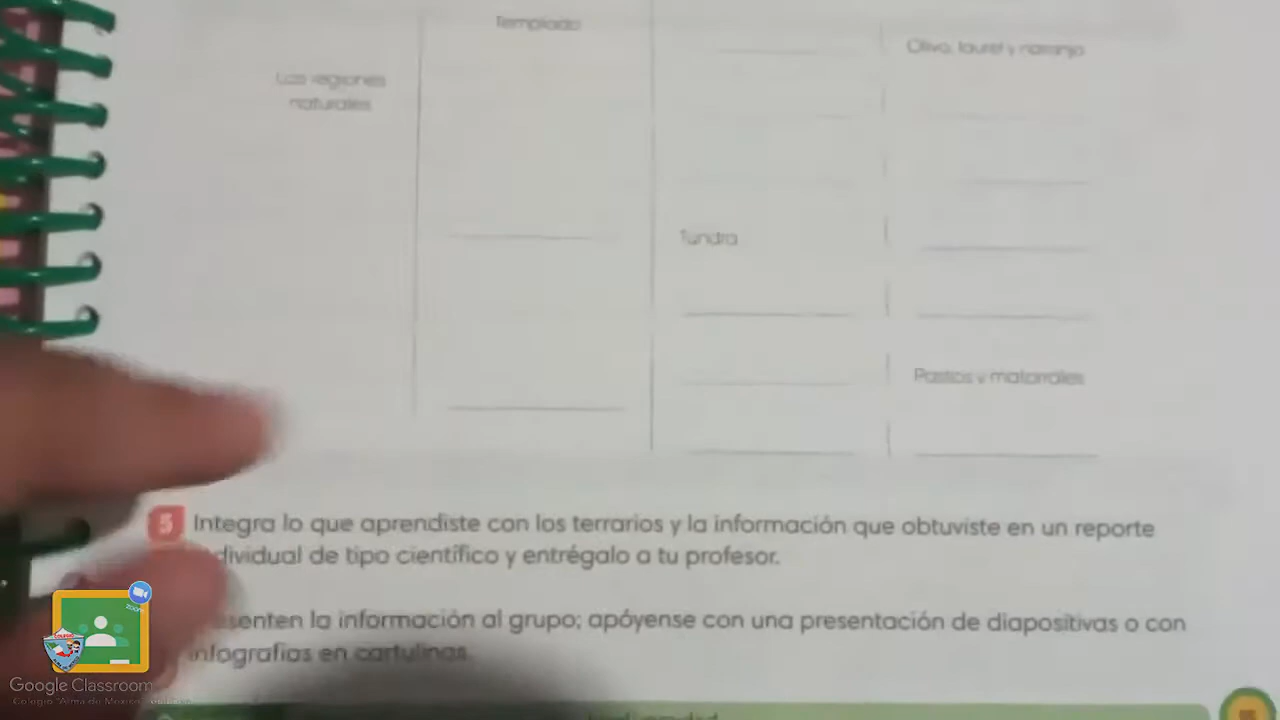 Templado
Olivo, laurel y naranjo
Las regiones
naturales
Tundra
Pastos y matorrales
5 Integra lo que aprendiste con los terrarios y la información que obtuviste en un reporte
dividual de tipo científico y entrégalo a tu profesor.
senten la información al grupo; apóyense con una presentación de diapositivas o con
infografías en cartulinas.
zoom
Google Classroom